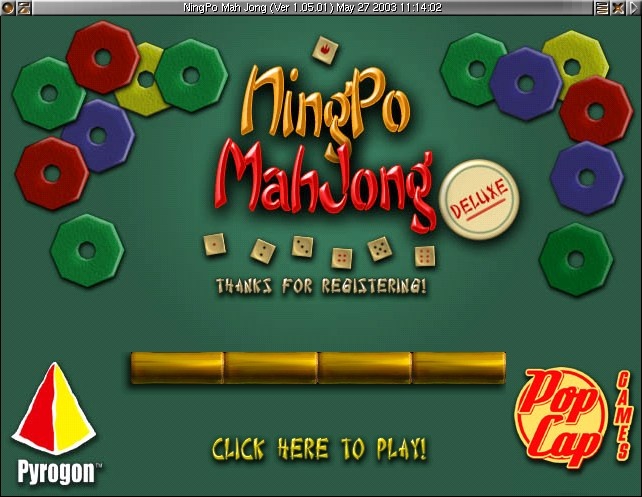 NingPo Mah Jong (Ver 1.05.01) May 27 2003 11:14:02
NingPo
MahJong
DELUXE
THANKS FOR REGISTERING!
Pyrogon™
PopCap
GAMES
CLICK HERE TO PLAY!